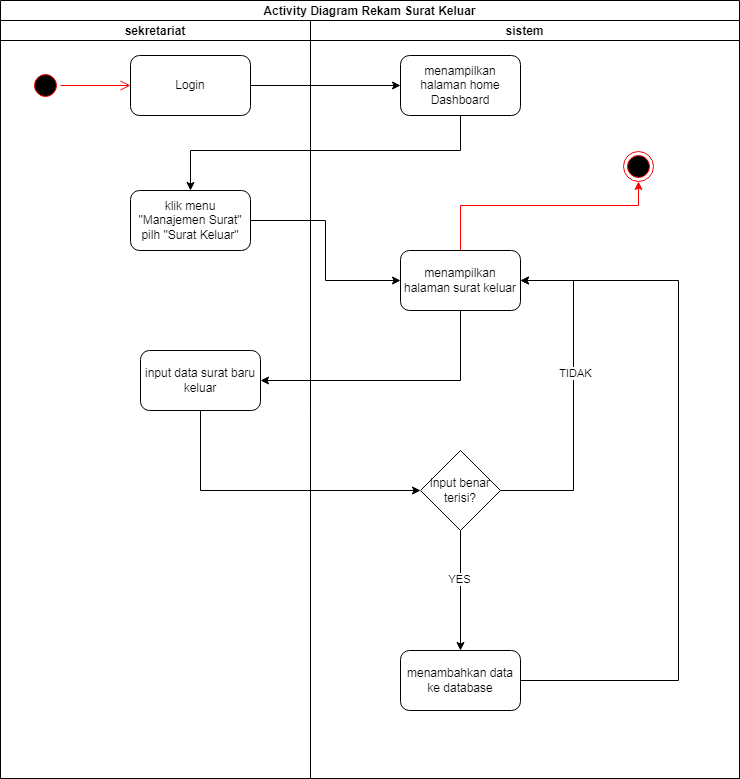 Activity Diagram Rekam Surat Keluar
sekretariat
sistem
Login
menampilkan
halaman home
Dashboard
klik menu
"Manajemen Surat"
pilh "Surat Keluar"
menampilkan
halaman surat keluar
input data surat baru
keluar
TIDAK
Input benar
terisi?
YES
menambahkan data
ke database